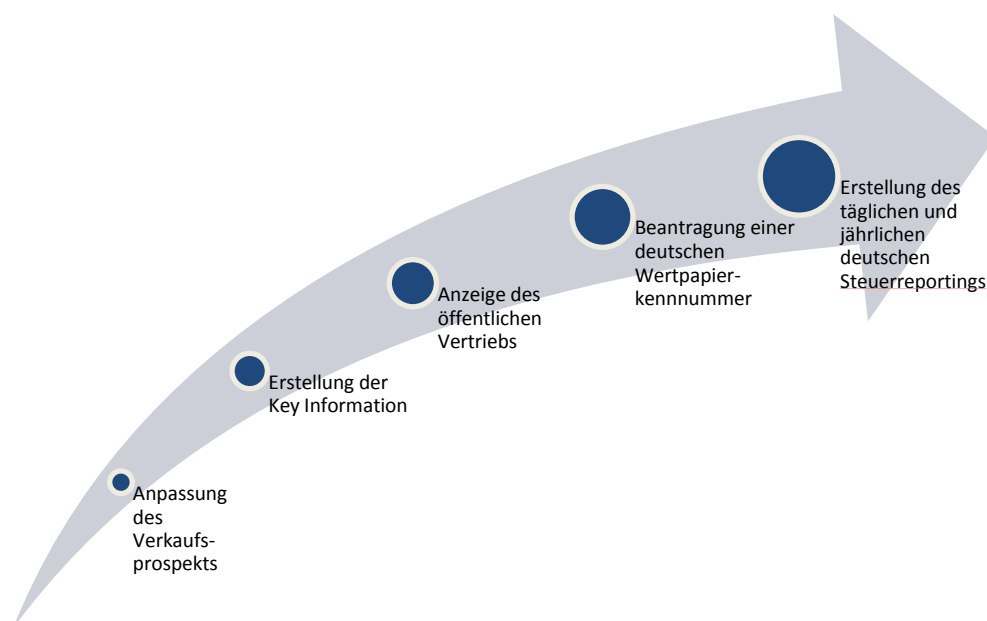 Anpassung
des
Verkaufs-
prospekts
Erstellung der
Key Information
Anzeige des
öffentlichen
Vertriebs
Beantragung einer
deutschen
Wertpapier-
kennnummer
Erstellung des
täglichen und
jährlichen
deutschen
Steuerreportings